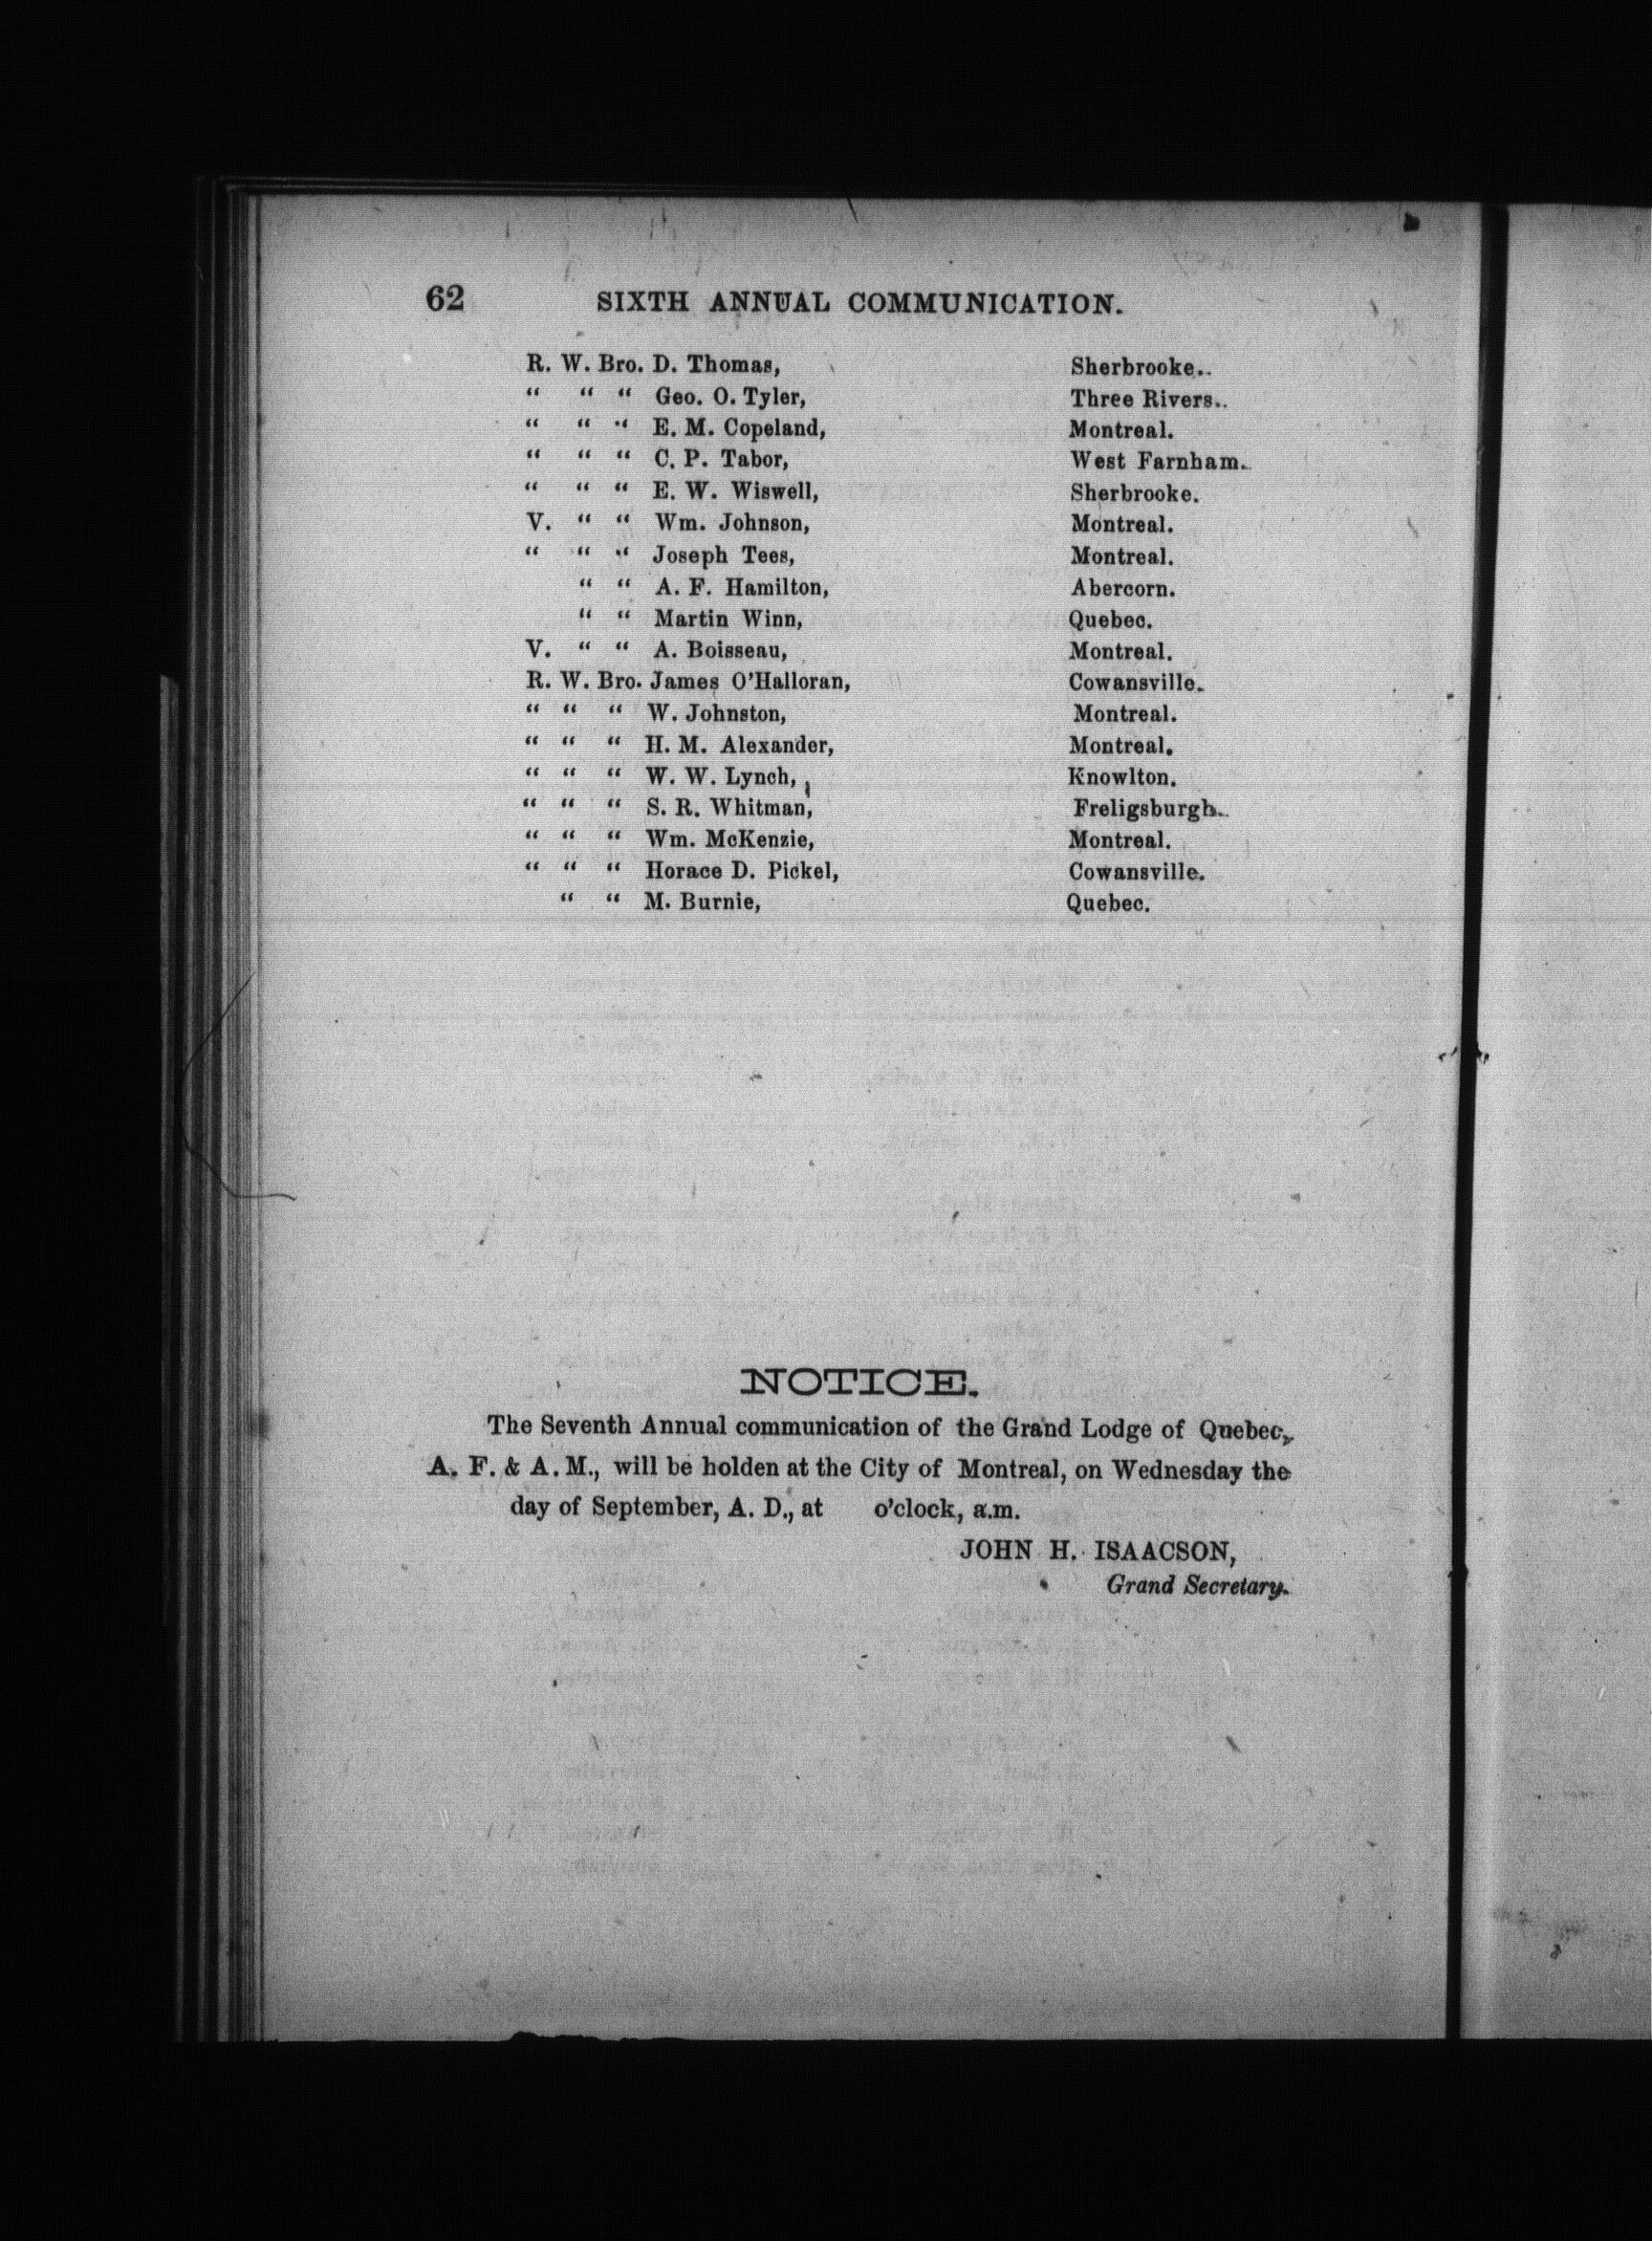 62 SIXTH ANNUAL COMMUNICATION.
R. W. Bro. D. Thomas, Sherbrooke.
“ “ “ Geo. O. Tyler, Three Rivers.
“ “ “ E. M. Copeland, Montreal.
“ “ “ C. P. Tabor, West Farnham.
“ “ “ E. W. Wiswell, Sherbrooke.
V. “ “ Wm. Johnson, Montreal.
“ “ “ Joseph Tees, Montreal.
“ “ A. F. Hamilton, Abercorn.
“ “ Martin Winn, Quebec.
V. “ “ A. Boisseau, Montreal.
R. W. Bro. James O'Halloran, Cowansville.
“ “ “ W. Johnston, Montreal.
“ “ “ H. M. Alexander, Montreal.
“ “ “ W. W. Lynch, Knowlton.
“ “ “ S. R. Whitman, Freligsburgh.
“ “ “ Wm. McKenzie, Montreal.
“ “ “ Horace D. Pickel, Cowansville.
“ “ M. Burnie, Quebec.
NOTICE.
The Seventh Annual communication of the Grand Lodge of Quebec,
A. F. & A. M., will be holden at the City of Montreal, on Wednesday the
day of September, A. D., at o'clock, a.m.
JOHN H. ISAACSON,
Grand Secretary.